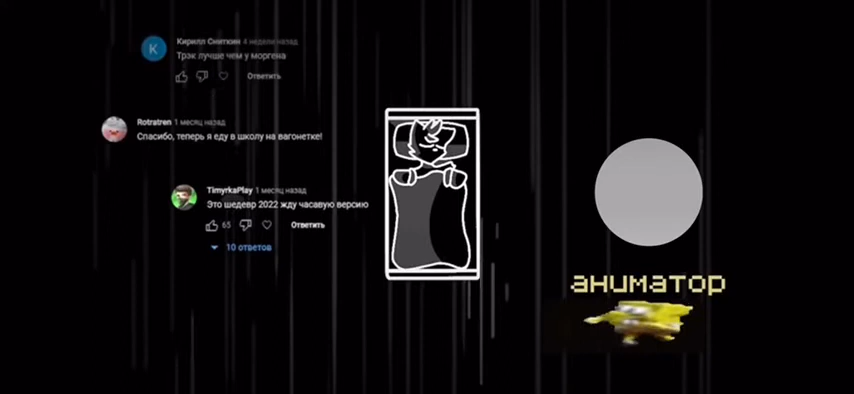 К
Кирилл Сняткин 4 недели назад
Трэк лучше чем у моргена
Ответить
Rotratren 1 месяц назад
Спасибо, теперь я еду в школу на вагонетке!
TimyrkaPlay 1 месяц назад
Это шедевр 2022 жду часавую версию
65 Ответить
10 ответов
аниматор